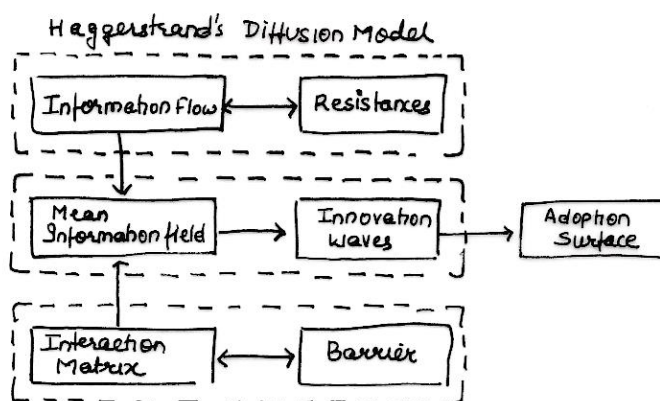 Haggerstrand's Diffusion Model
Information flow
Resistances
Mean
Information field
Innovation
Waves
Adoption
Surface
Interaction
Matrix
Barrier